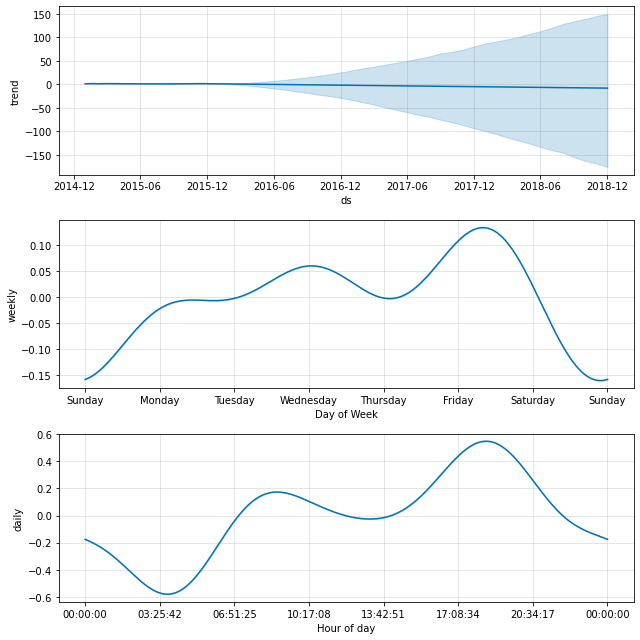 150
100
50
0
−50
−100
−150
trend
2014-12 2015-06 2015-12 2016-06 2016-12 2017-06 2017-12 2018-06 2018-12
ds
0.10
0.05
0.00
−0.05
−0.10
−0.15
weekly
Sunday Monday Tuesday Wednesday Thursday Friday Saturday Sunday
Day of Week
0.6
0.4
0.2
0.0
−0.2
−0.4
−0.6
daily
00:00:00 03:25:42 06:51:25 10:17:08 13:42:51 17:08:34 20:34:17 00:00:00
Hour of day